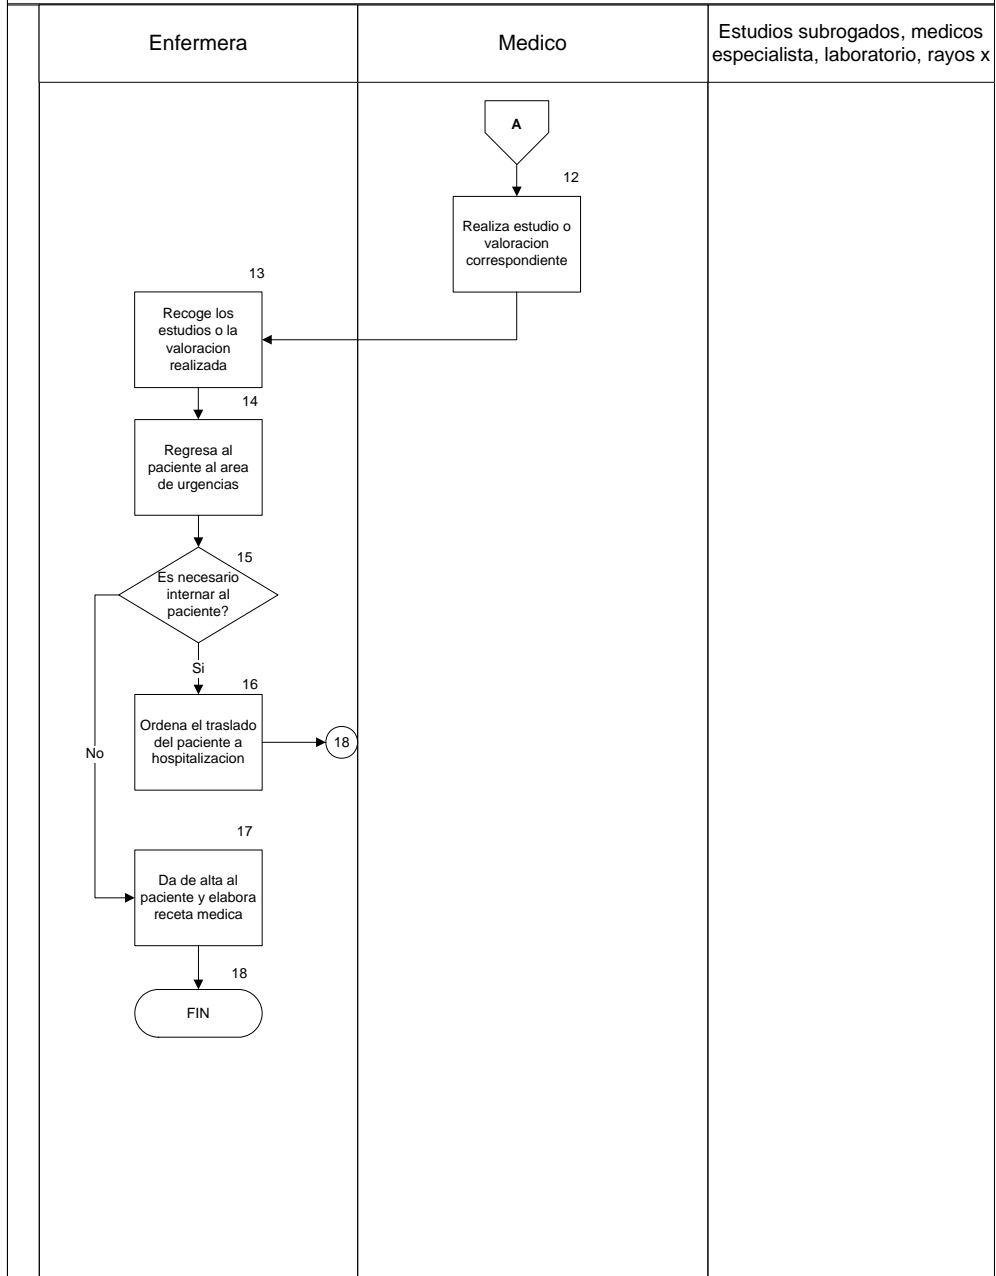 Enfermera
Medico
Estudios subrogados, medicos
especialista, laboratorio, rayos x
A
12
Realiza estudio o
valoracion
correspondiente
13
Recoge los
estudios o la
valoracion
realizada
14
Regresa al
paciente al area
de urgencias
15
Es necesario
internar al
paciente?
Si
16
Ordena el traslado
del paciente a
hospitalizacion
18
No
17
Da de alta al
paciente y elabora
receta medica
18
FIN